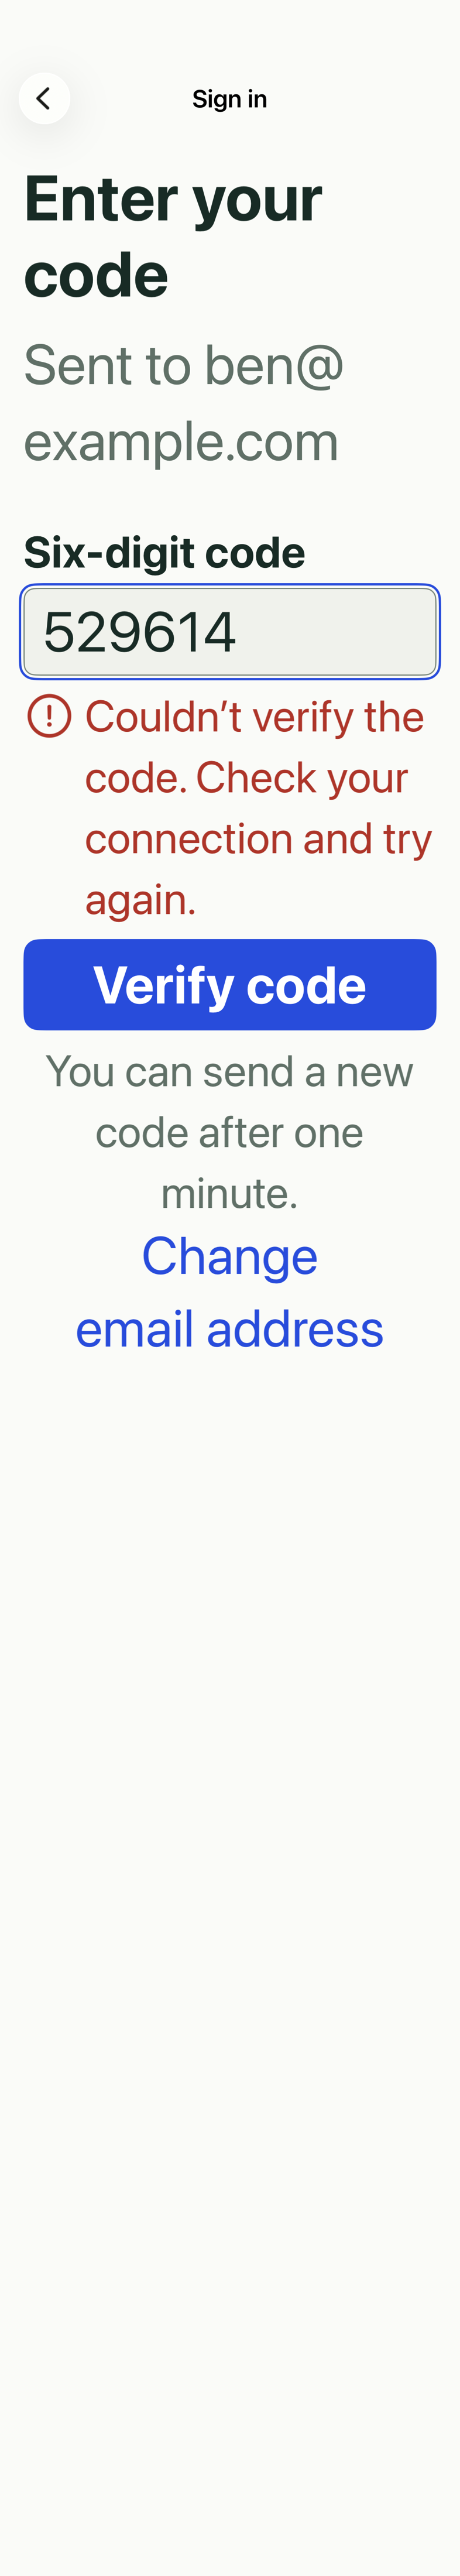 Sign in
Enter your
code
Sent to ben@
example.com
Six-digit code
529614
Couldn’t verify the
code. Check your
connection and try
again.
Verify code
You can send a new
code after one
minute.
Change
email address